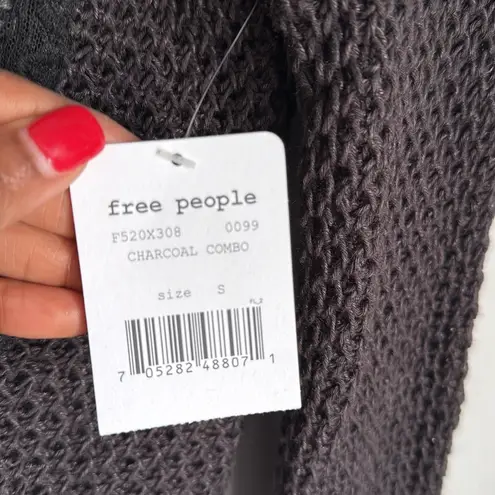 free people
F520X308 0099
CHARCOAL COMBO
size S
7 05282 48807 1